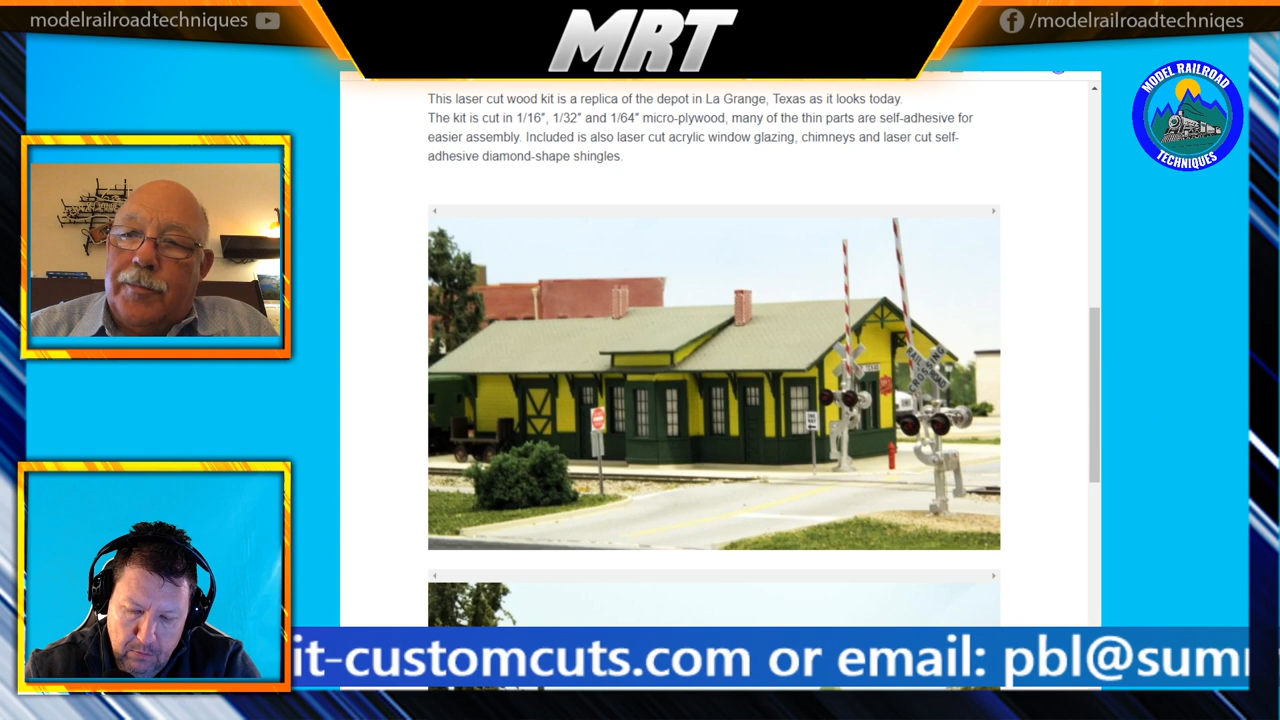 modelrailroadtechniques
MRT
/modelrailroadtechniqes
MODEL RAILROAD
TECHNIQUES
This laser cut wood kit is a replica of the depot in La Grange, Texas as it looks today.
The kit is cut in 1/16″, 1/32″ and 1/64″ micro-plywood, many of the thin parts are self-adhesive for
easier assembly. Included is also laser cut acrylic window glazing, chimneys and laser cut self-
adhesive diamond-shape shingles.
RAILROAD
CROSSING
it-customcuts.com or email: pbl@sum